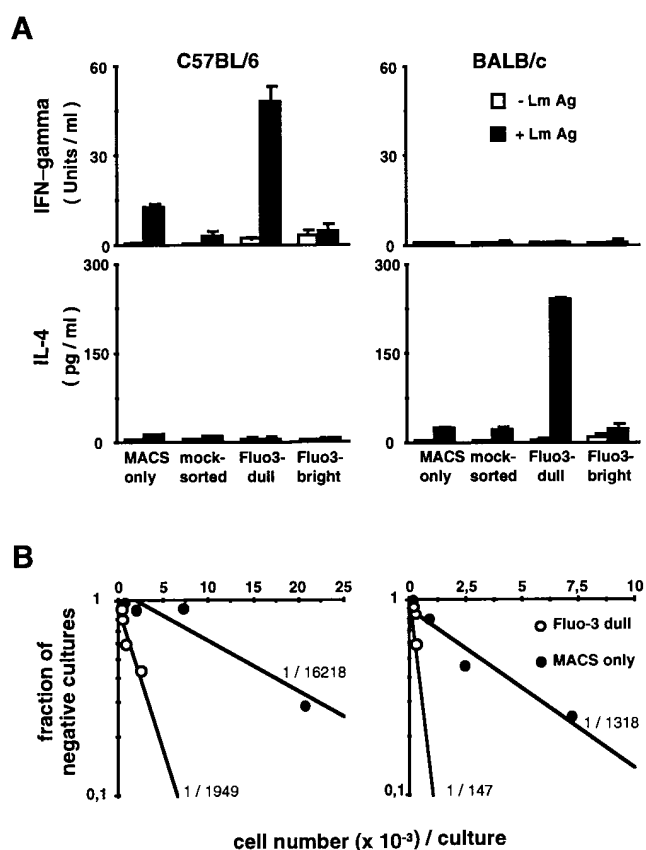 A
C57BL/6
BALB/c
IFN-gamma
( Units / ml )
60
30
0
60
30
0
- Lm Ag
+ Lm Ag
IL-4
( pg / ml )
300
150
0
300
150
0
MACS only
mock-sorted
Fluo3-dull
Fluo3-bright
MACS only
mock-sorted
Fluo3-dull
Fluo3-bright
B
0 5 10 15 20 25
0 2,5 5 7,5 10
1
0,1
1
0,1
fraction of
negative cultures
1 / 16218
1 / 1949
Fluo-3 dull
MACS only
1 / 1318
1 / 147
cell number (x 10⁻³) / culture